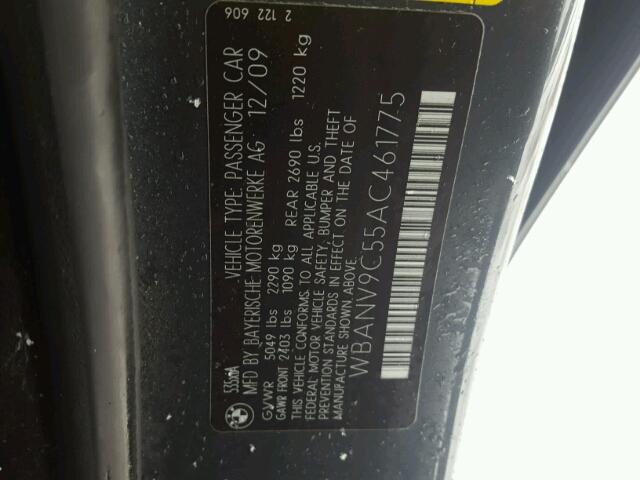 2 122 606
535iXA
VEHICLE TYPE: PASSENGER CAR
MFD BY BAYERISCHE MOTORENWERKE AG 12/09
GVWR 5049 lbs 2290 kg
GAWR FRONT 2403 lbs 1090 kg REAR 2690 lbs 1220 kg
THIS VEHICLE CONFORMS TO ALL APPLICABLE U.S.
FEDERAL MOTOR VEHICLE SAFETY, BUMPER AND THEFT
PREVENTION STANDARDS IN EFFECT ON THE DATE OF
MANUFACTURE SHOWN ABOVE.
WBANV9C55AC461775